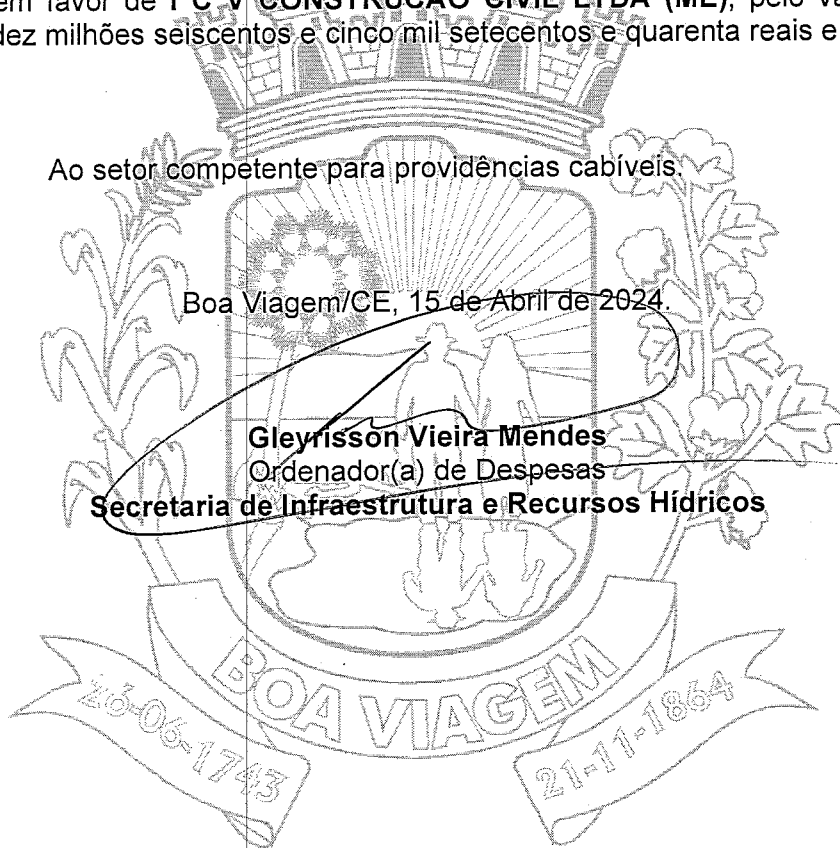 em favor de CONSTRUCAO CIVIL LTDA (ME), pelo
dez milhões seiscentos e cinco mil setecentos e quarenta reais e
Ao setor competente para providências cabíveis.
Boa Viagem/CE, 15 de Abril de 2024.
Gleyrisson Vieira Mendes
Ordenador(a) de Despesas
Secretaria de Infraestrutura e Recursos Hídricos
BOA VIAGEM
26-06-1743
21-11-1864